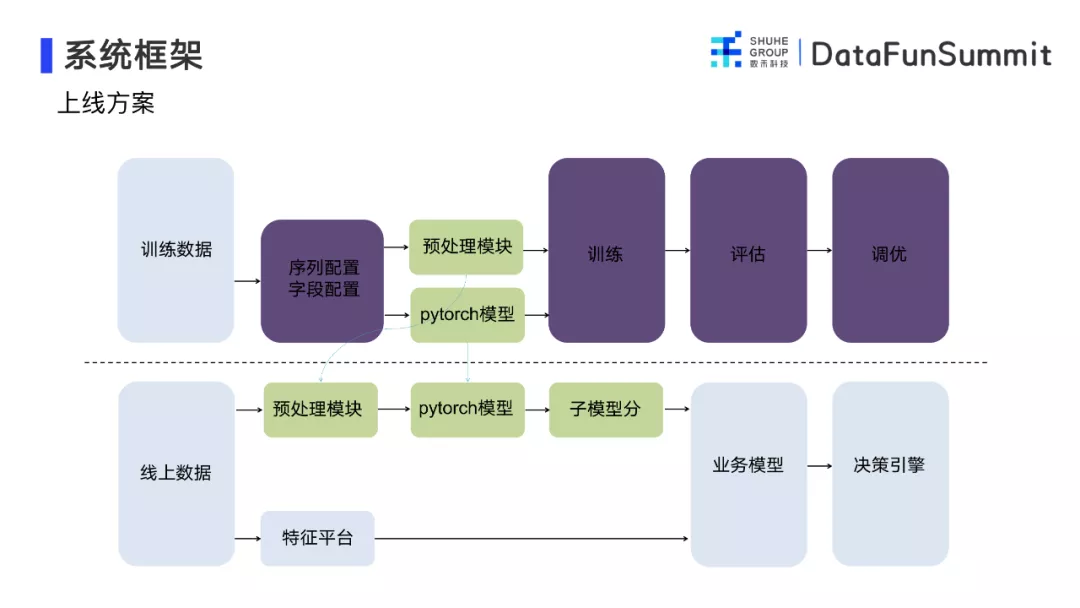 系统框架
SHUHE
GROUP
数禾科技
DataFunSummit
上线方案
训练数据
序列配置
字段配置
预处理模块
pytorch模型
训练
评估
调优
线上数据
预处理模块
pytorch模型
子模型分
特征平台
业务模型
决策引擎